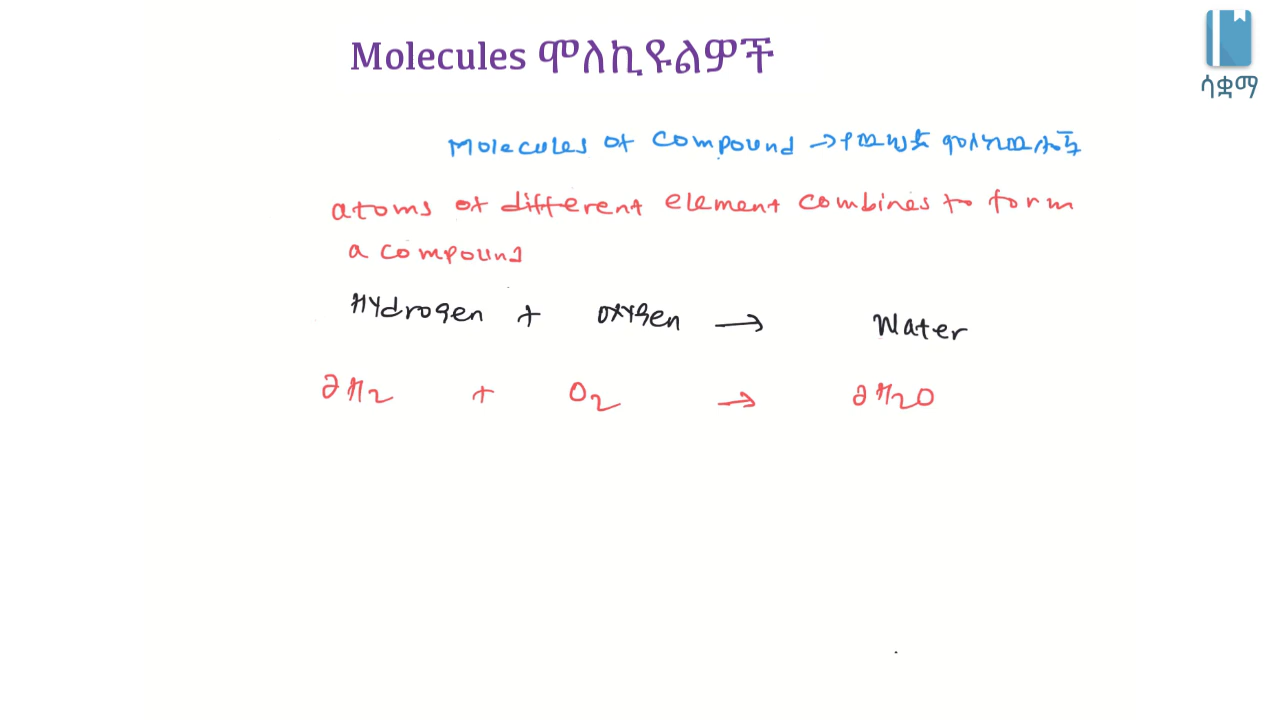 Molecules ሞለኪዩልዎች
ሳቋማ
Molecules of compound →
atoms of different element combines to form
a compound
Hydrogen + oxygen → Water
2H2 + O2 → 2H2O